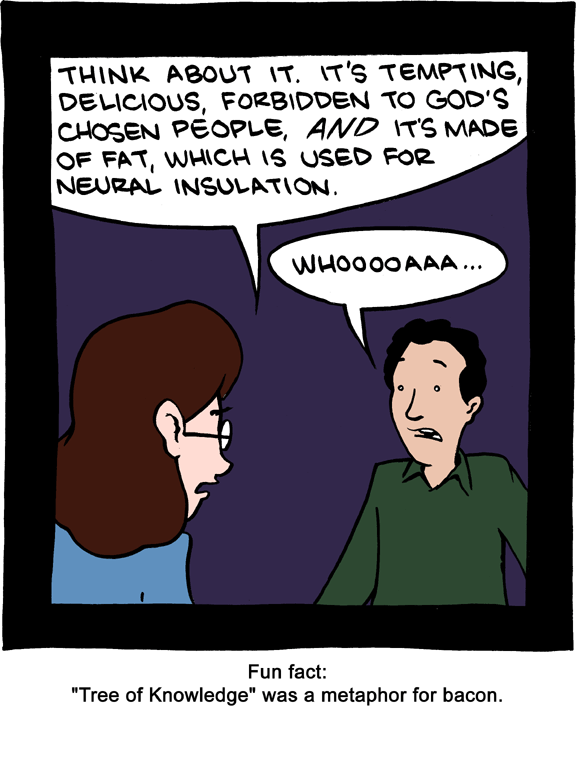 THINK ABOUT IT. IT'S TEMPTING,
DELICIOUS, FORBIDDEN TO GOD'S
CHOSEN PEOPLE, AND IT'S MADE
OF FAT, WHICH IS USED FOR
NEURAL INSULATION.
WHOOOOAAA...
Fun fact:
"Tree of Knowledge" was a metaphor for bacon.